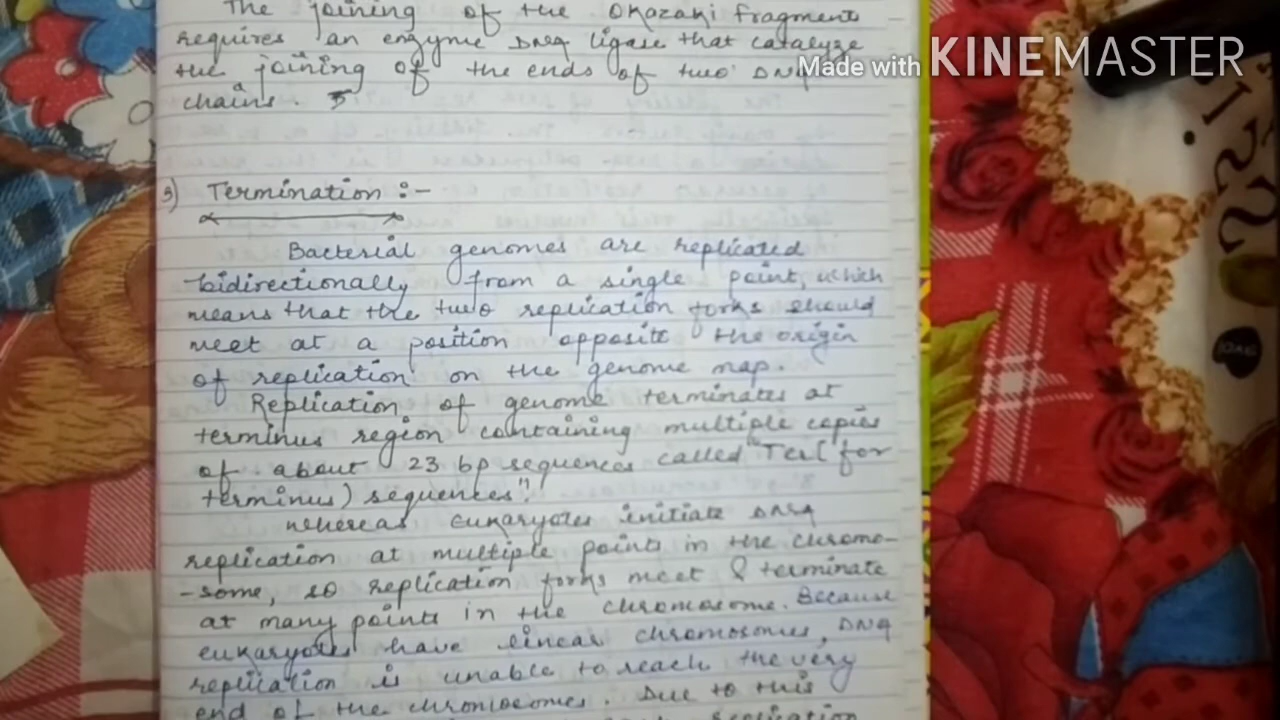 The joining of the Okazaki fragments
requires an enzyme DNA ligase that catalyze
the joining of the ends of two DNA
chains.
Made with KINEMASTER
3) Termination :-
Bacterial genomes are replicated
bidirectionally from a single point, which
means that the two replication forks should
meet at a position opposite the origin
of replication on the genome map.
Replication of genome terminates at
terminus region containing multiple copies
of about 23 bp sequences called "Ter (for
terminus) sequences".
whereas eukaryotes initiate DNA
replication at multiple points in the chromo-
-some, so replication forks meet & terminate
at many points in the chromosome. Because
eukaryotes have linear chromosomes, DNA
replication is unable to reach the very
end of the chromosomes. Due to this
replication